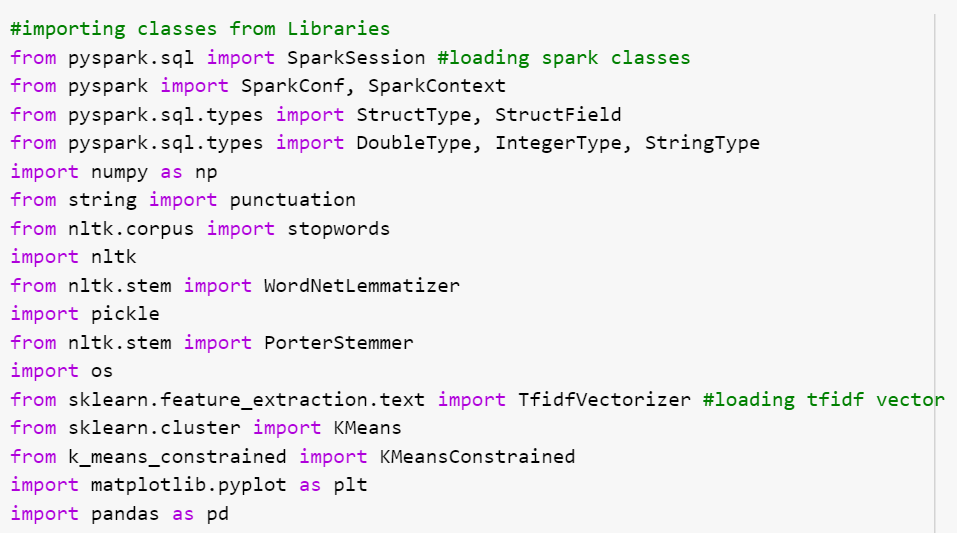 #importing classes from Libraries
from pyspark.sql import SparkSession #loading spark classes
from pyspark import SparkConf, SparkContext
from pyspark.sql.types import StructType, StructField
from pyspark.sql.types import DoubleType, IntegerType, StringType
import numpy as np
from string import punctuation
from nltk.corpus import stopwords
import nltk
from nltk.stem import WordNetLemmatizer
import pickle
from nltk.stem import PorterStemmer
import os
from sklearn.feature_extraction.text import TfidfVectorizer #loading tfidf vector
from sklearn.cluster import KMeans
from k_means_constrained import KMeansConstrained
import matplotlib.pyplot as plt
import pandas as pd